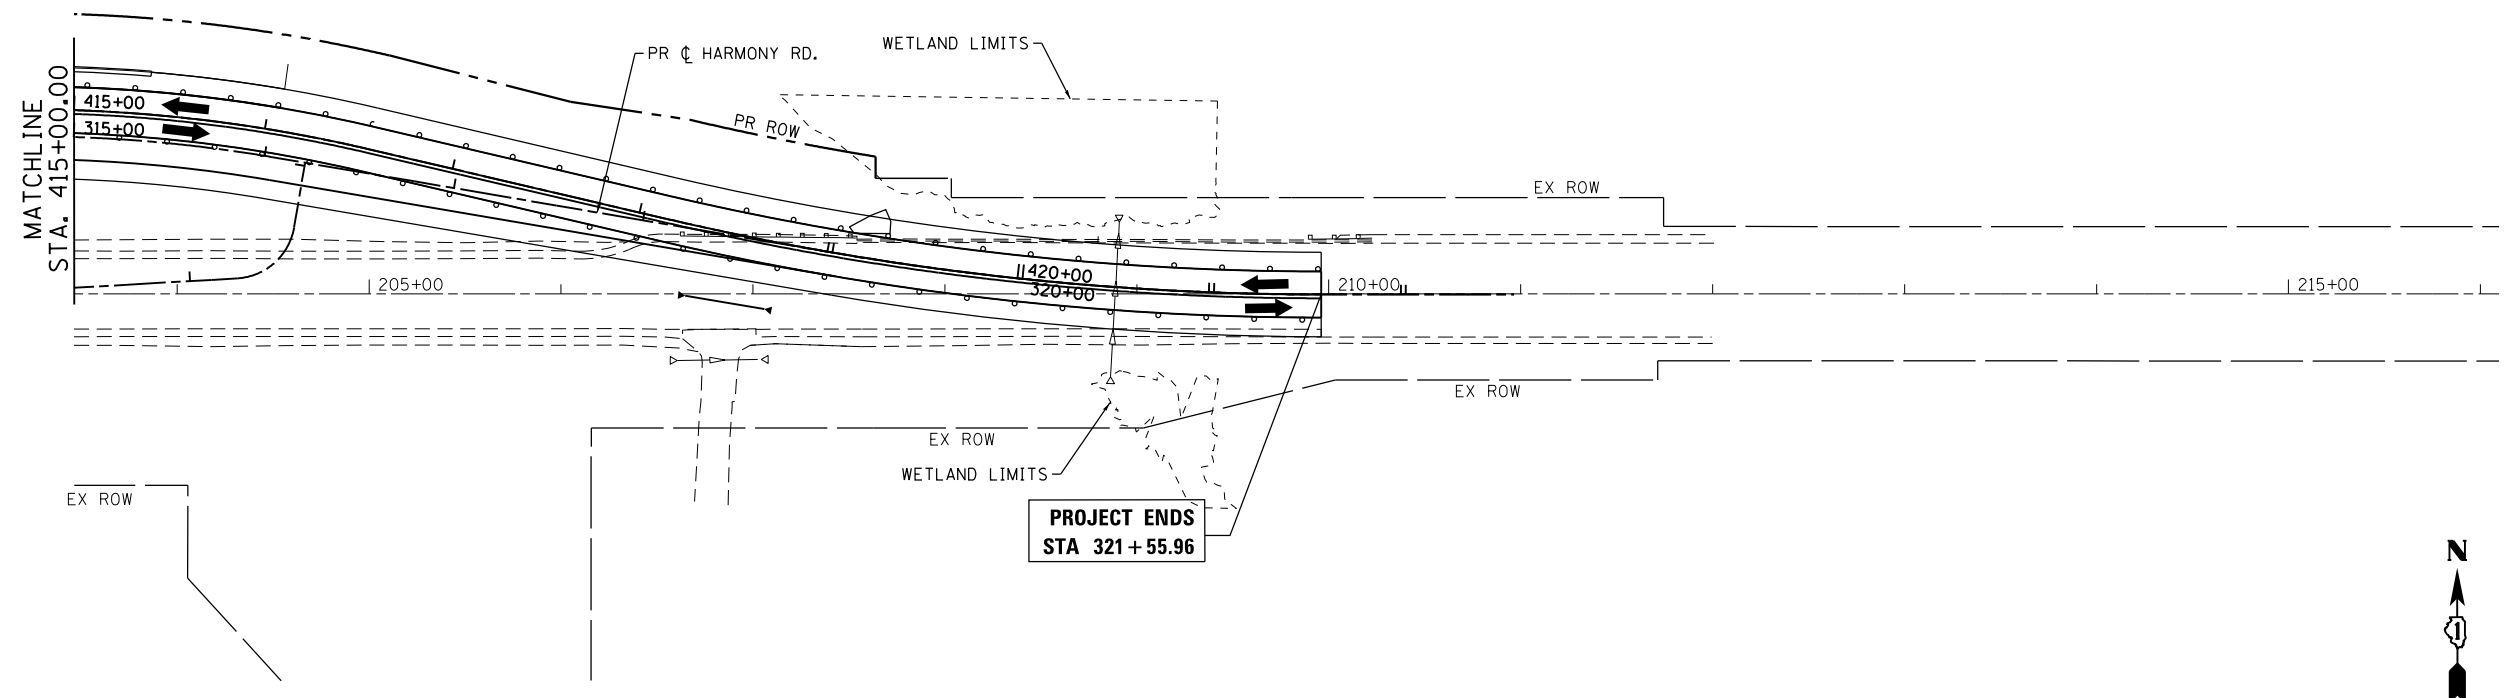 PR ℄ HARMONY RD.
WETLAND LIMITS
MATCHLINE
STA. 415+00.00
415+00
315+00
PR ROW
EX ROW
420+00
320+00
205+00
210+00
215+00
EX ROW
EX ROW
WETLAND LIMITS
EX ROW
PROJECT ENDS
STA 321+55.96
N